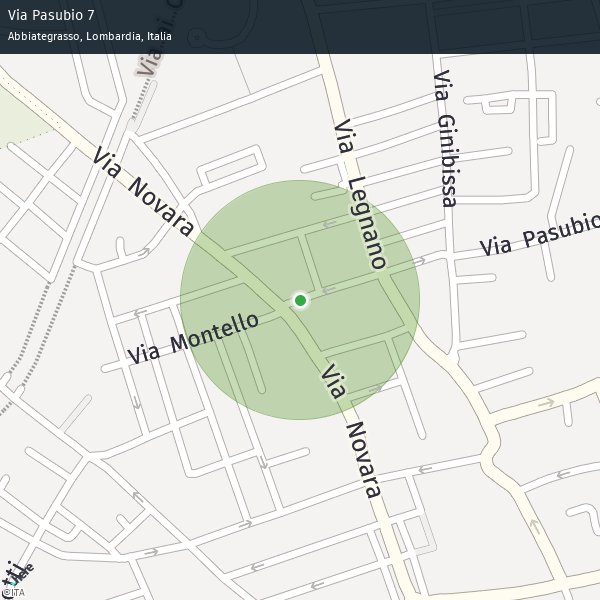 Via Pasubio 7
Abbiategrasso, Lombardia, Italia
Via Novara
Via Legnano
Via Ginibissa
Via Pasubio
Via Montello
Via Novara
©ITA